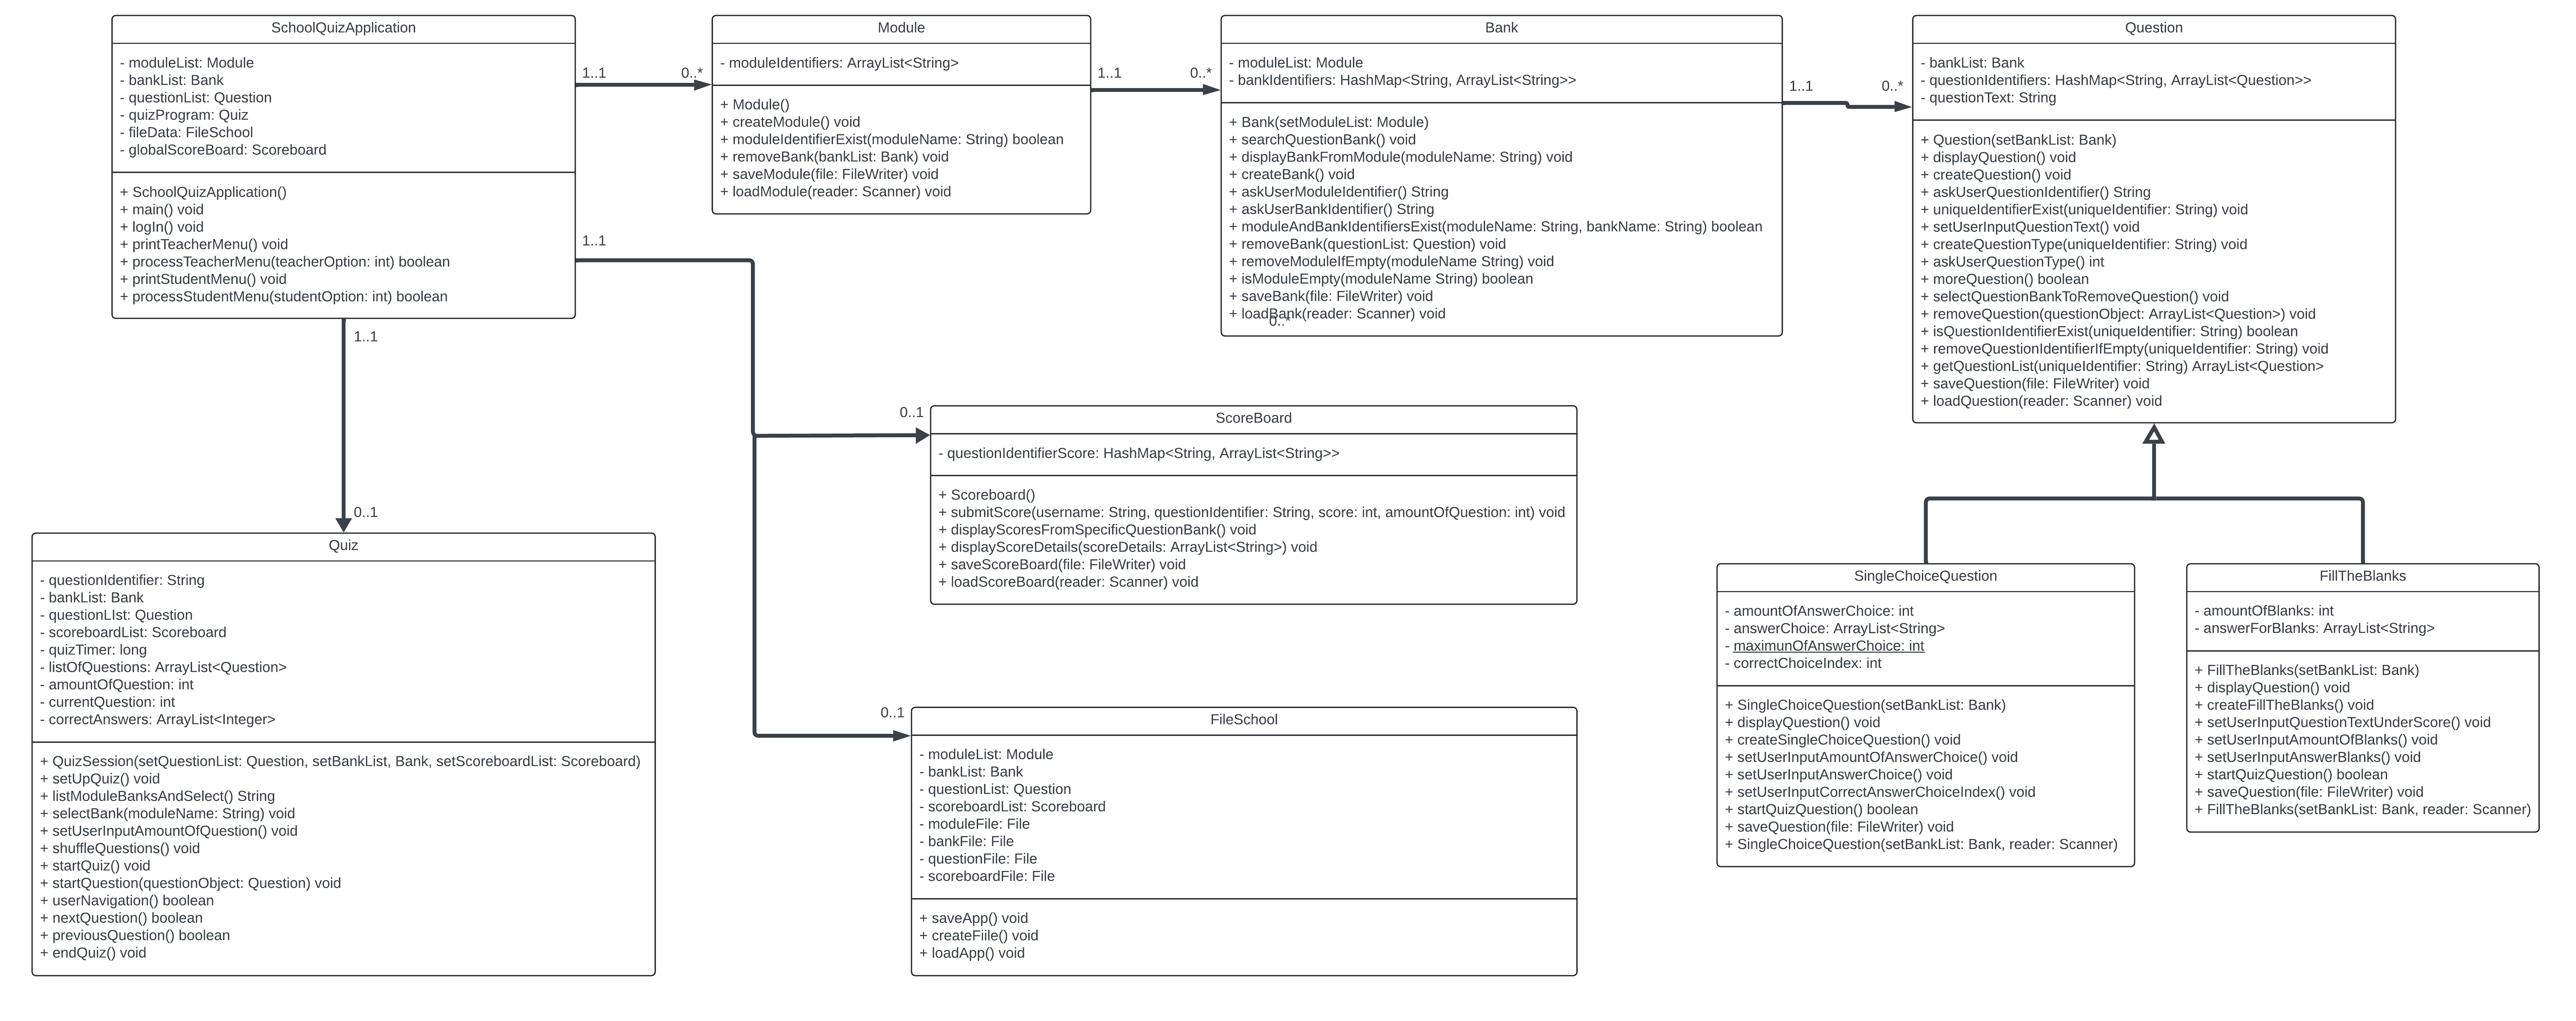 SchoolQuizApplication
- moduleList: Module
- bankList: Bank
- questionList: Question
- quizProgram: Quiz
- fileData: FileSchool
- globalScoreBoard: Scoreboard
+ SchoolQuizApplication()
+ main() void
+ logIn() void
+ printTeacherMenu() void
+ processTeacherMenu(teacherOption: int) boolean
+ printStudentMenu() void
+ processStudentMenu(studentOption: int) boolean
1..1
0..*
Module
- moduleIdentifiers: ArrayList<String>
+ Module()
+ createModule() void
+ moduleIdentifierExist(moduleName: String) boolean
+ removeBank(bankList: Bank) void
+ saveModule(file: FileWriter) void
+ loadModule(reader: Scanner) void
1..1
0..*
Bank
- moduleList: Module
- bankIdentifiers: HashMap<String, ArrayList<String>>
+ Bank(setModuleList: Module)
+ searchQuestionBank() void
+ displayBankFromModule(moduleName: String) void
+ createBank() void
+ askUserModuleIdentifier() String
+ askUserBankIdentifier() String
+ moduleAndBankIdentifiersExist(moduleName: String, bankName: String) boolean
+ removeBank(questionList: Question) void
+ removeModuleIfEmpty(moduleName String) void
+ isModuleEmpty(moduleName String) boolean
+ saveBank(file: FileWriter) void
+ loadBank(reader: Scanner) void
0..*
1..1
0..*
Question
- bankList: Bank
- questionIdentifiers: HashMap<String, ArrayList<Question>>
- questionText: String
+ Question(setBankList: Bank)
+ displayQuestion() void
+ createQuestion() void
+ askUserQuestionIdentifier() String
+ uniqueIdentifierExist(uniqueIdentifier: String) void
+ setUserInputQuestionText() void
+ createQuestionType(uniqueIdentifier: String) void
+ askUserQuestionType() int
+ moreQuestion() boolean
+ selectQuestionBankToRemoveQuestion() void
+ removeQuestion(questionObject: ArrayList<Question>) void
+ isQuestionIdentifierExist(uniqueIdentifier: String) boolean
+ removeQuestionIdentifierIfEmpty(uniqueIdentifier: String) void
+ getQuestionList(uniqueIdentifier: String) ArrayList<Question>
+ saveQuestion(file: FileWriter) void
+ loadQuestion(reader: Scanner) void
1..1
1..1
0..1
0..1
ScoreBoard
- questionIdentifierScore: HashMap<String, ArrayList<String>>
+ Scoreboard()
+ submitScore(username: String, questionIdentifier: String, score: int, amountOfQuestion: int) void
+ displayScoresFromSpecificQuestionBank() void
+ displayScoreDetails(scoreDetails: ArrayList<String>) void
+ saveScoreBoard(file: FileWriter) void
+ loadScoreBoard(reader: Scanner) void
Quiz
- questionIdentifier: String
- bankList: Bank
- questionLIst: Question
- scoreboardList: Scoreboard
- quizTimer: long
- listOfQuestions: ArrayList<Question>
- amountOfQuestion: int
- currentQuestion: int
- correctAnswers: ArrayList<Integer>
+ QuizSession(setQuestionList: Question, setBankList, Bank, setScoreboardList: Scoreboard)
+ setUpQuiz() void
+ listModuleBanksAndSelect() String
+ selectBank(moduleName: String) void
+ setUserInputAmountOfQuestion() void
+ shuffleQuestions() void
+ startQuiz() void
+ startQuestion(questionObject: Question) void
+ userNavigation() boolean
+ nextQuestion() boolean
+ previousQuestion() boolean
+ endQuiz() void
0..1
FileSchool
- moduleList: Module
- bankList: Bank
- questionList: Question
- scoreboardList: Scoreboard
- moduleFile: File
- bankFile: File
- questionFile: File
- scoreboardFile: File
+ saveApp() void
+ createFiile() void
+ loadApp() void
SingleChoiceQuestion
- amountOfAnswerChoice: int
- answerChoice: ArrayList<String>
- maximunOfAnswerChoice: int
- correctChoiceIndex: int
+ SingleChoiceQuestion(setBankList: Bank)
+ displayQuestion() void
+ createSingleChoiceQuestion() void
+ setUserInputAmountOfAnswerChoice() void
+ setUserInputAnswerChoice() void
+ setUserInputCorrectAnswerChoiceIndex() void
+ startQuizQuestion() boolean
+ saveQuestion(file: FileWriter) void
+ SingleChoiceQuestion(setBankList: Bank, reader: Scanner)
FillTheBlanks
- amountOfBlanks: int
- answerForBlanks: ArrayList<String>
+ FillTheBlanks(setBankList: Bank)
+ displayQuestion() void
+ createFillTheBlanks() void
+ setUserInputQuestionTextUnderScore() void
+ setUserInputAmountOfBlanks() void
+ setUserInputAnswerBlanks() void
+ startQuizQuestion() boolean
+ saveQuestion(file: FileWriter) void
+ FillTheBlanks(setBankList: Bank, reader: Scanner)